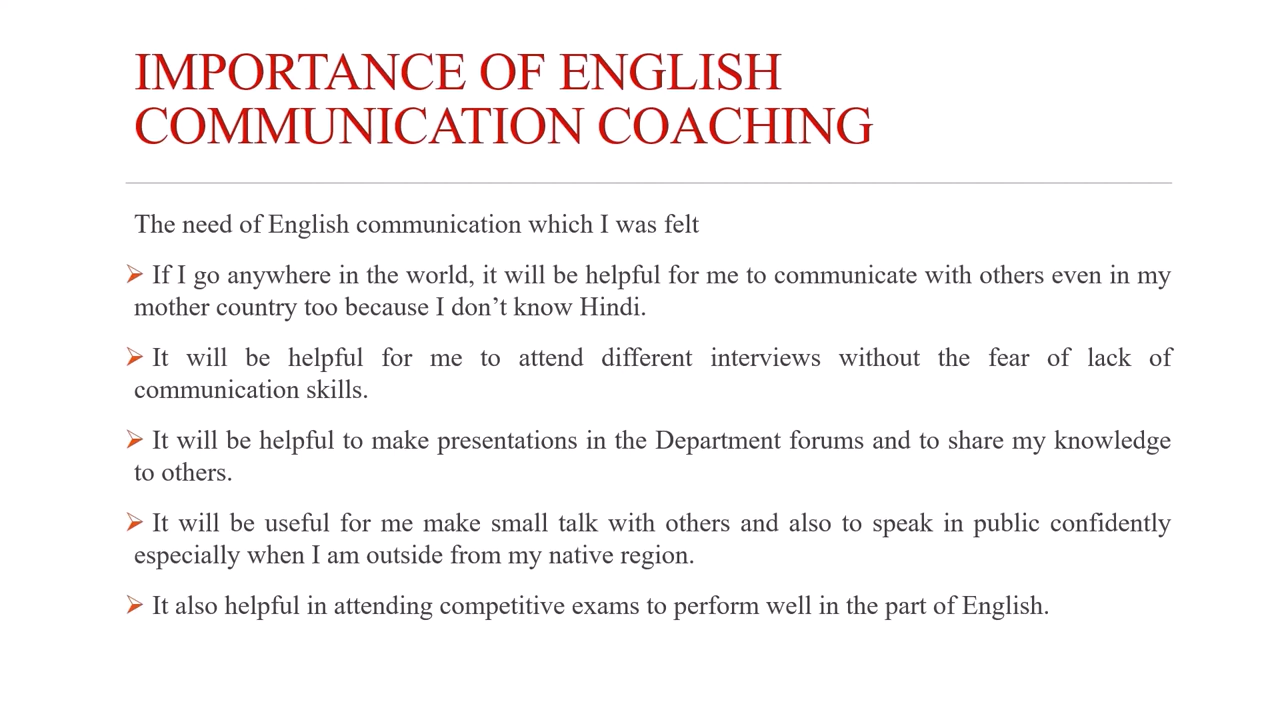 IMPORTANCE OF ENGLISH
COMMUNICATION COACHING
The need of English communication which I was felt
➢ If I go anywhere in the world, it will be helpful for me to communicate with others even in my
mother country too because I don’t know Hindi.
➢ It will be helpful for me to attend different interviews without the fear of lack of
communication skills.
➢ It will be helpful to make presentations in the Department forums and to share my knowledge
to others.
➢ It will be useful for me make small talk with others and also to speak in public confidently
especially when I am outside from my native region.
➢ It also helpful in attending competitive exams to perform well in the part of English.